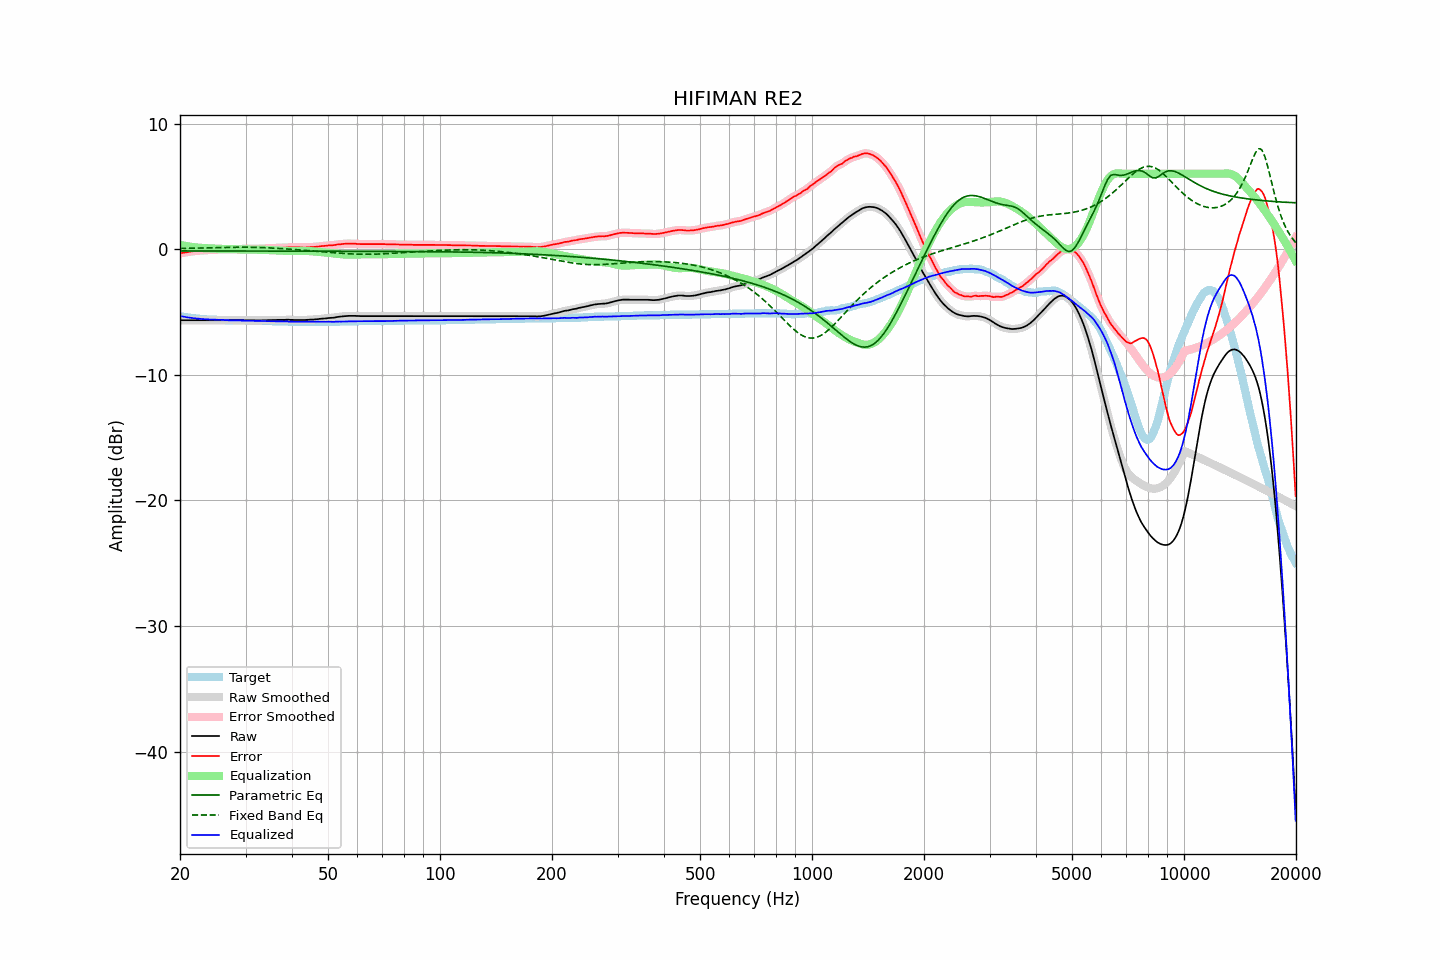 HIFIMAN RE2
10
0
−10
−20
−30
−40
Amplitude (dBr)
Target
Raw Smoothed
Error Smoothed
Raw
Error
Equalization
Parametric Eq
Fixed Band Eq
Equalized
20 50 100 200 500 1000 2000 5000 10000 20000
Frequency (Hz)